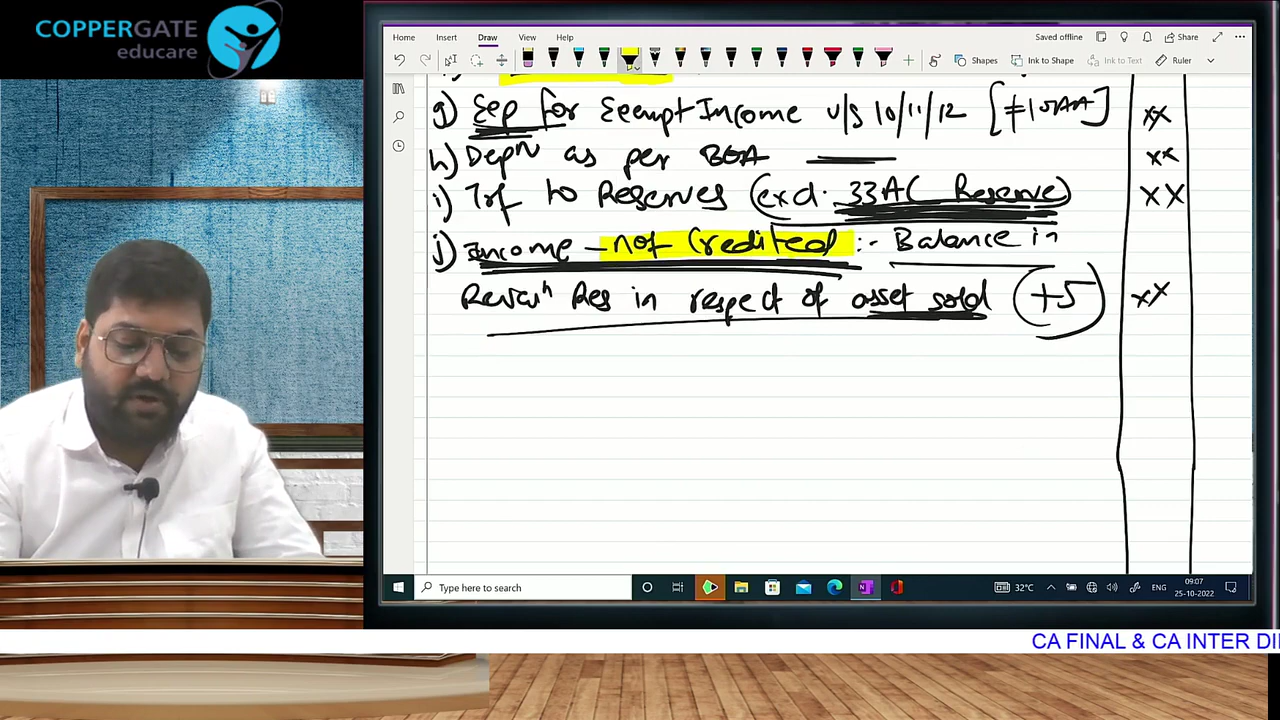 COPPERGATE
educare
Home Insert Draw View Help
Saved offline Share
Shapes Ink to Shape Ink to Text Ruler
g) Exp for Exempt Income u/s 10/11/12 [≠10AA] xx
h) Depn as per BOA xx
i) Trf to Reserves (excl. 33AC Reserve) xx
j) Income - not Credited :- Balance in
Revaln Res in respect of asset sold (+5) xx
Type here to search
32°C ENG 09:07
25-10-2022
CA FINAL & CA INTER DI